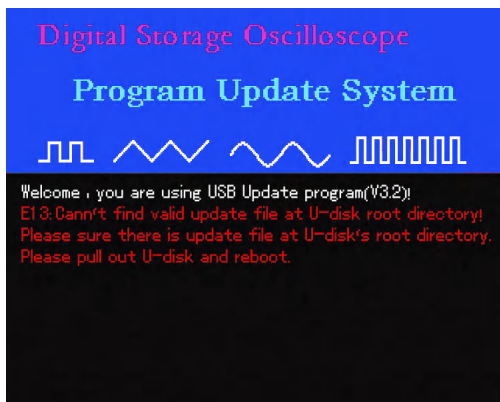 Digital Storage Oscilloscope
Program Update System
Welcome , you are using USB Update program(V3.2)!
E13:Cann't find valid update file at U-disk root directory!
Please sure there is update file at U-disk's root directory.
Please pull out U-disk and reboot.